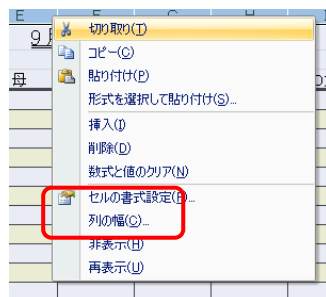 E
9月
母
切り取り(T)
コピー(C)
貼り付け(P)
形式を選択して貼り付け(S)...
挿入(I)
削除(D)
数式と値のクリア(N)
セルの書式設定(F)...
列の幅(C)...
非表示(H)
再表示(U)